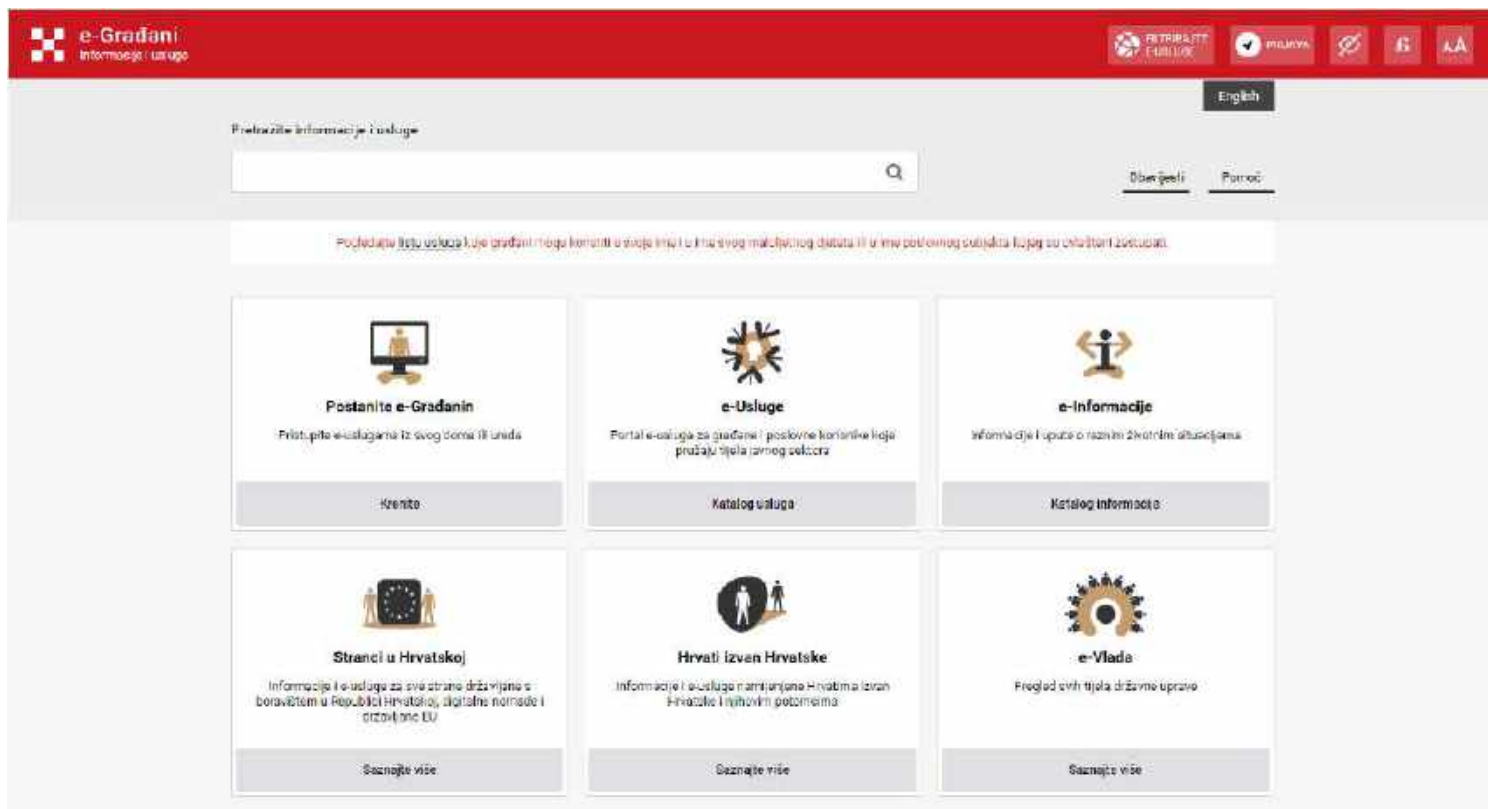 e-Građani
Informacije i usluge
PRIJAVA
English
Pretražite informacije i usluge
Obavijesti
Pomoć
Pogledajte listu usluga koje građani mogu koristiti u svoje ime i u ime svog maloljetnog djeteta ili u ime poslovnog subjekta kojeg su ovlašteni zastupati.
Postanite e-Građanin
Pristupite e-uslugama iz svog doma ili ureda
Krenite
e-Usluge
Portal e-usluga za građane i poslovne korisnike koje
pružaju tijela javnog sektora
Katalog usluga
e-Informacije
Informacije i upute o raznim životnim situacijama
Katalog informacija
Stranci u Hrvatskoj
Informacije i e-usluge za sve strane državljane s
boravištem u Republici Hrvatskoj, digitalne nomade i
državljane EU
Saznajte više
Hrvati izvan Hrvatske
Informacije i e-usluge namijenjene Hrvatima izvan
Hrvatske i njihovim potomcima
Saznajte više
e-Vlada
Pregled svih tijela državne uprave
Saznajte više